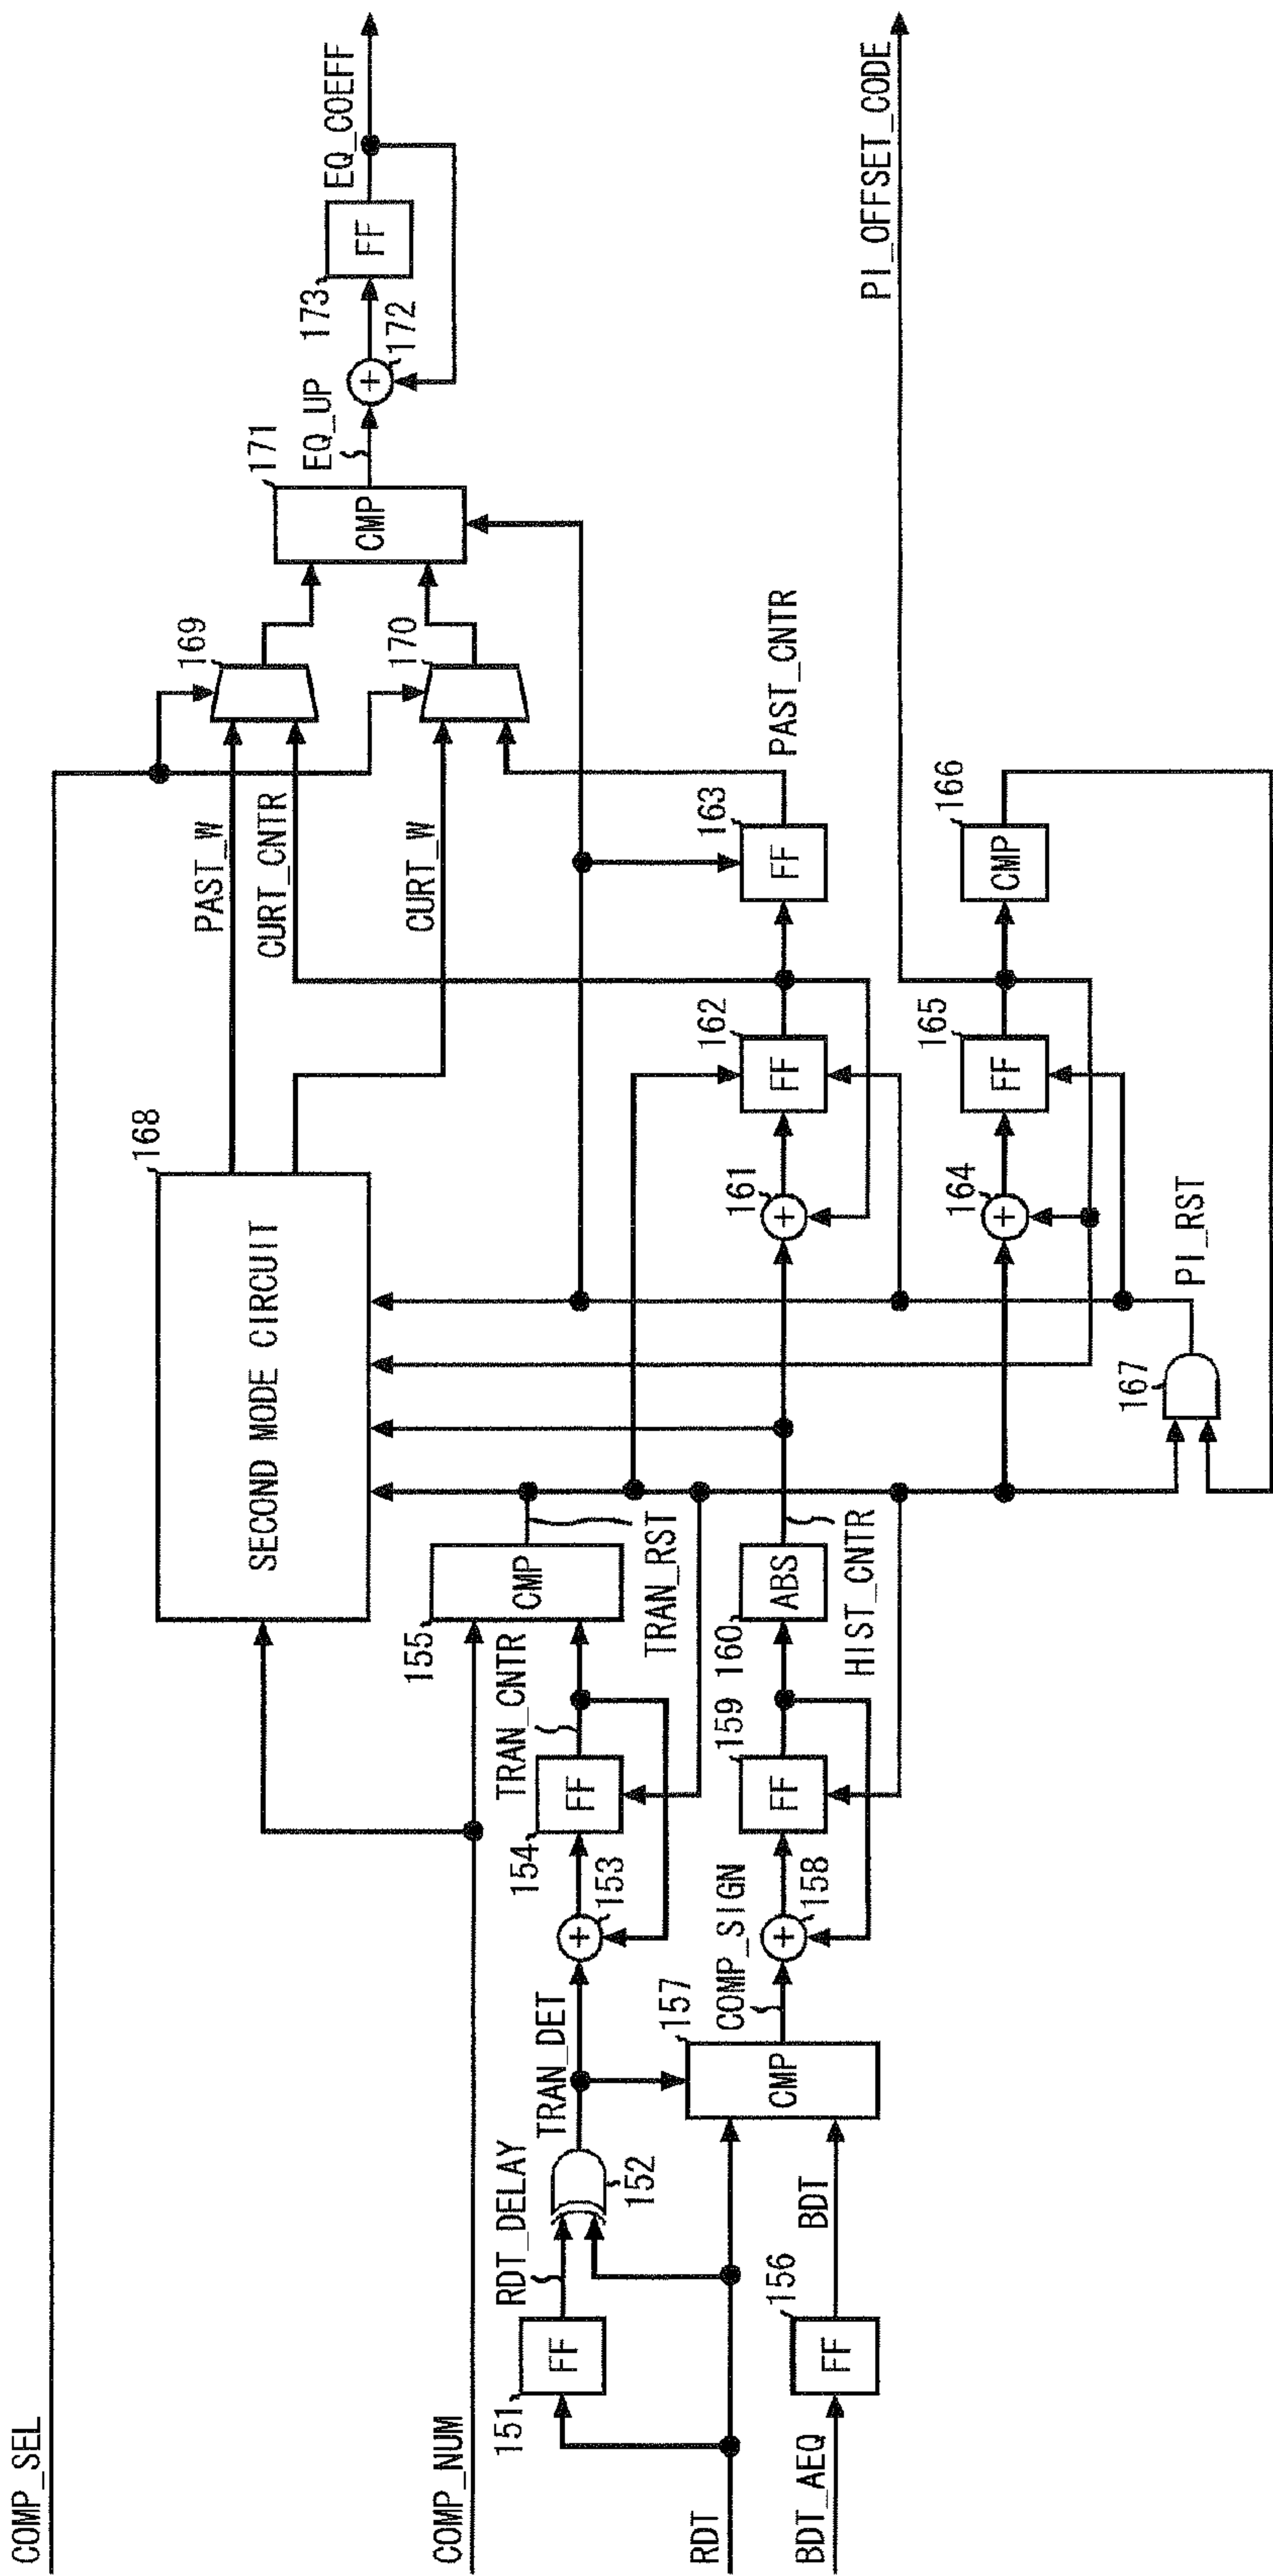 COMP_SEL
COMP_NUM
RDT
BDT_AEQ
151
FF
RDT_DELAY
152
TRAN_DET
156
FF
BDT
157
CMP
COMP_SIGN
153
+
154
FF
TRAN_CNTR
155
CMP
TRAN_RST
158
+
159
FF
160
ABS
HIST_CNTR
168
SECOND MODE CIRCUIT
161
+
162
FF
163
FF
PAST_CNTR
164
+
165
FF
166
CMP
167
PI_RST
PAST_W
CURT_CNTR
CURT_W
169
170
171
CMP
EQ_UP
172
+
173
FF
EQ_COEFF
PI_OFFSET_CODE